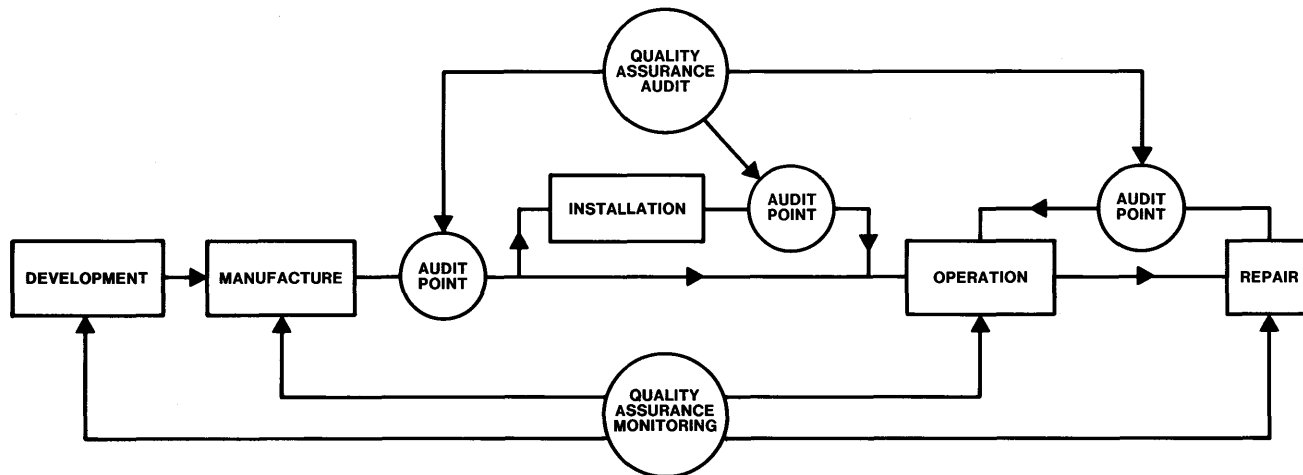 QUALITY
ASSURANCE
AUDIT
INSTALLATION
AUDIT
POINT
AUDIT
POINT
DEVELOPMENT
MANUFACTURE
AUDIT
POINT
OPERATION
REPAIR
QUALITY
ASSURANCE
MONITORING